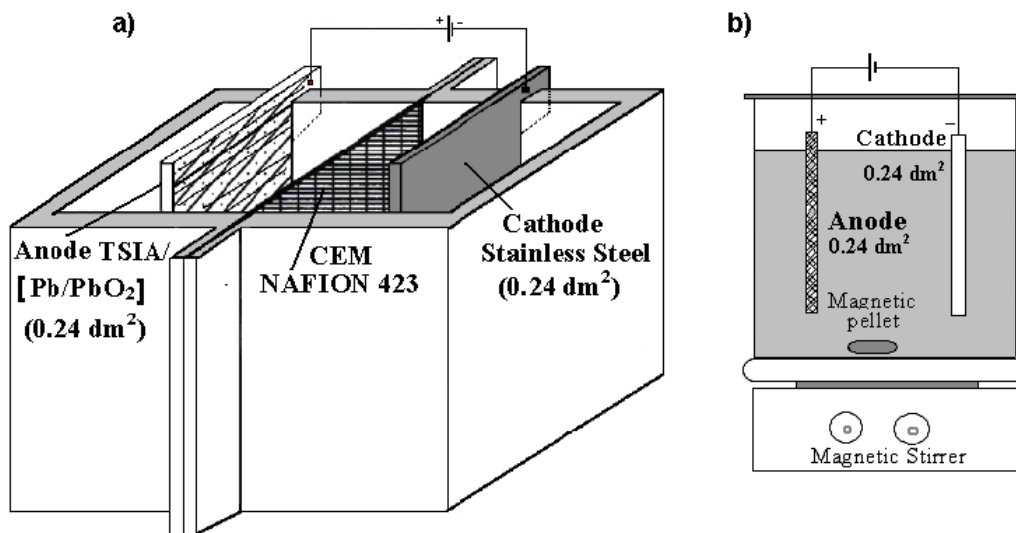 a)
+ -
Anode TSIA/
[Pb/PbO₂]
(0.24 dm²)
CEM
NAFION 423
Cathode
Stainless Steel
(0.24 dm²)
b)
+ -
Cathode
0.24 dm²
Anode
0.24 dm²
Magnetic
pellet
Magnetic Stirrer